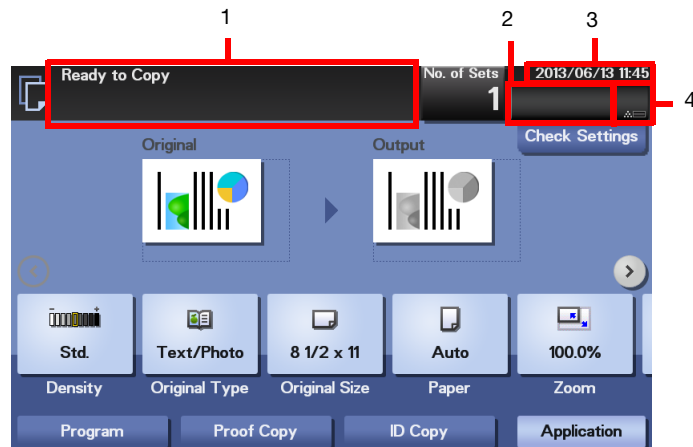 1
2
3
4
Ready to Copy
No. of Sets
2013/06/13 11:45
1
Check Settings
Original
Output
Std.
Text/Photo
8 1/2 x 11
Auto
100.0%
Density
Original Type
Original Size
Paper
Zoom
Program
Proof Copy
ID Copy
Application